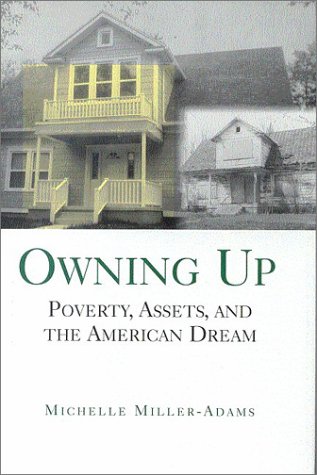 OWNING UP
POVERTY, ASSETS, AND
THE AMERICAN DREAM
MICHELLE MILLER-ADAMS